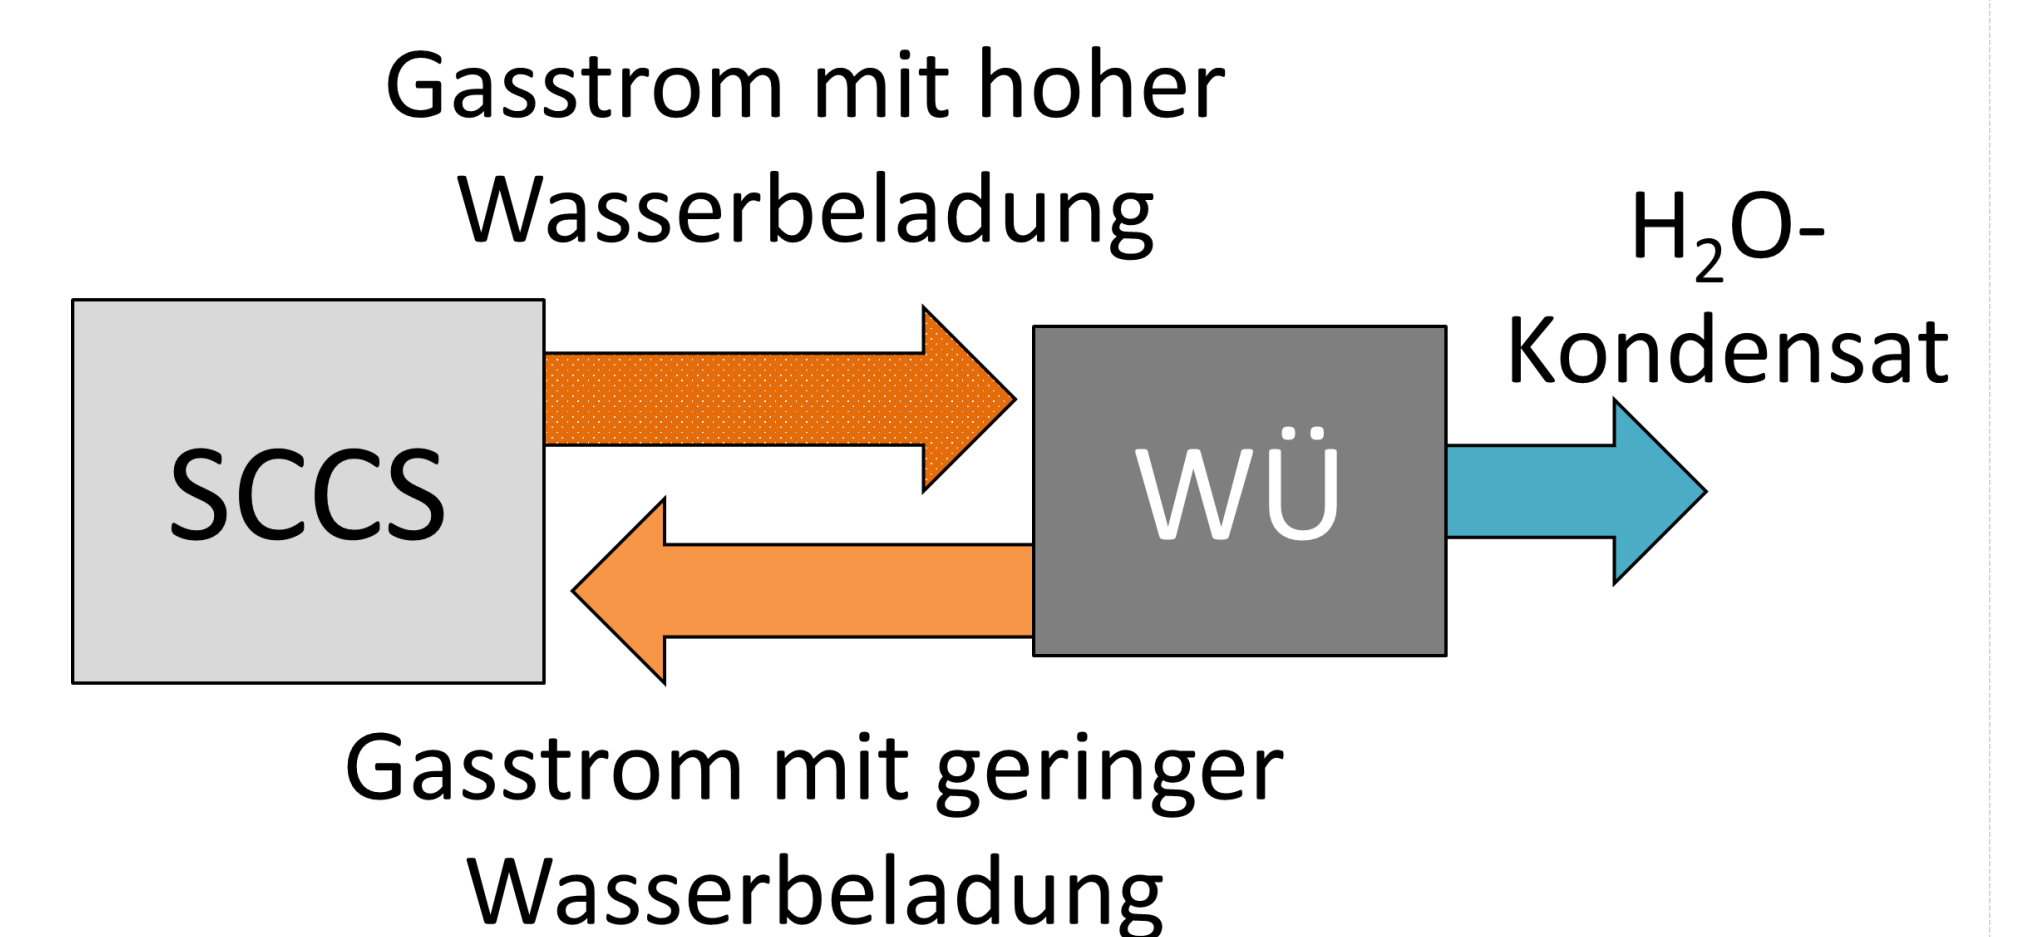 Gasstrom mit hoher
Wasserbeladung
H₂O-
Kondensat
SCCS
WÜ
Gasstrom mit geringer
Wasserbeladung